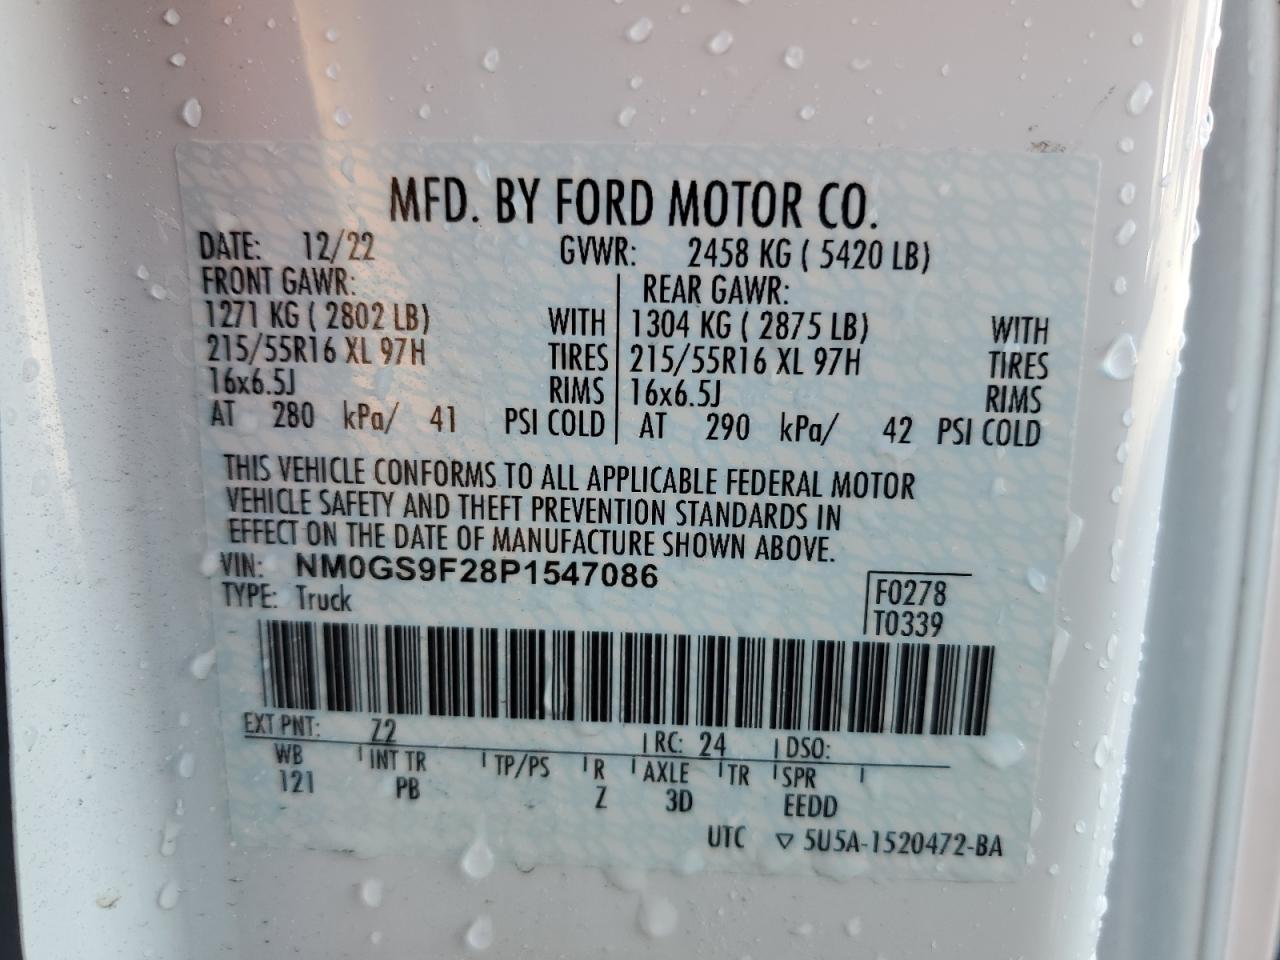 MFD. BY FORD MOTOR CO.
DATE: 12/22 GVWR: 2458 KG ( 5420 LB)
FRONT GAWR: REAR GAWR:
1271 KG ( 2802 LB) WITH 1304 KG ( 2875 LB) WITH
215/55R16 XL 97H TIRES 215/55R16 XL 97H TIRES
16x6.5J RIMS 16x6.5J RIMS
AT 280 kPa/ 41 PSI COLD AT 290 kPa/ 42 PSI COLD
THIS VEHICLE CONFORMS TO ALL APPLICABLE FEDERAL MOTOR
VEHICLE SAFETY AND THEFT PREVENTION STANDARDS IN
EFFECT ON THE DATE OF MANUFACTURE SHOWN ABOVE.
VIN: NM0GS9F28P1547086
TYPE: Truck
F0278
T0339
EXT PNT: Z2 RC: 24 DSO:
WB INT TR TP/PS R AXLE TR SPR
121 PB Z 3D EEDD
UTC ▽ 5U5A-1520472-BA